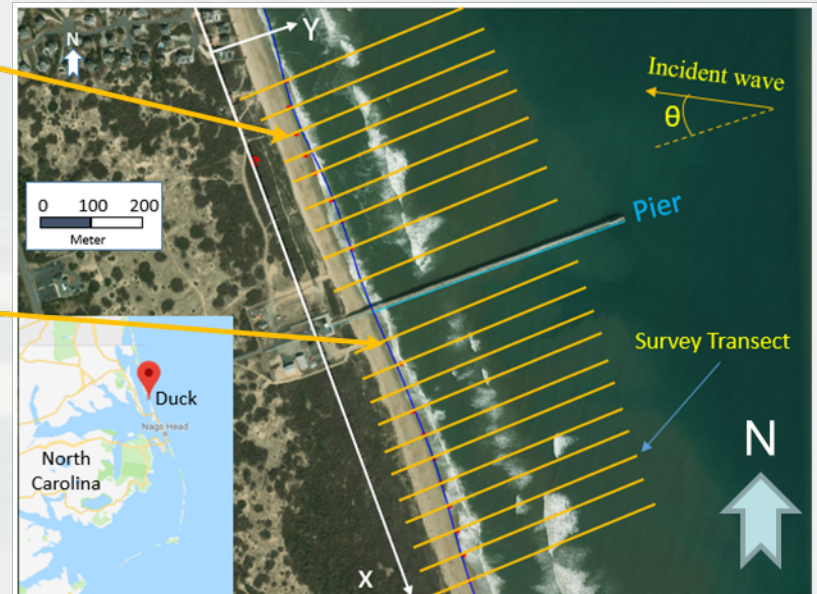 N
Y
Incident wave
θ
0 100 200
Meter
Pier
Survey Transect
Duck
Nags Head
North
Carolina
N
X